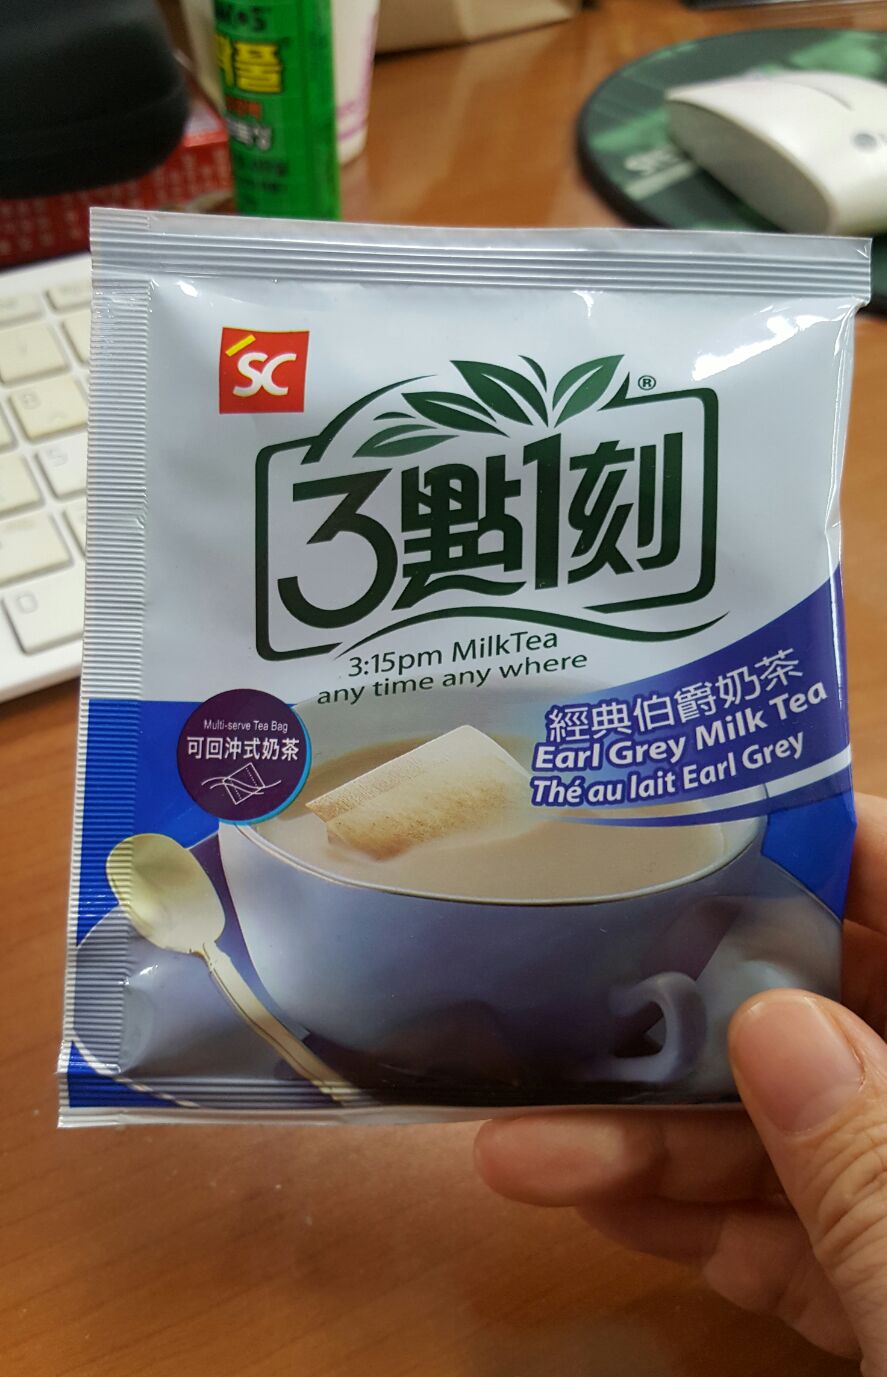 풀
SC
3點1刻®
3:15pm MilkTea
any time any where
經典伯爵奶茶
Earl Grey Milk Tea
Thé au lait Earl Grey
Multi-serve Tea Bag
可回沖式奶茶